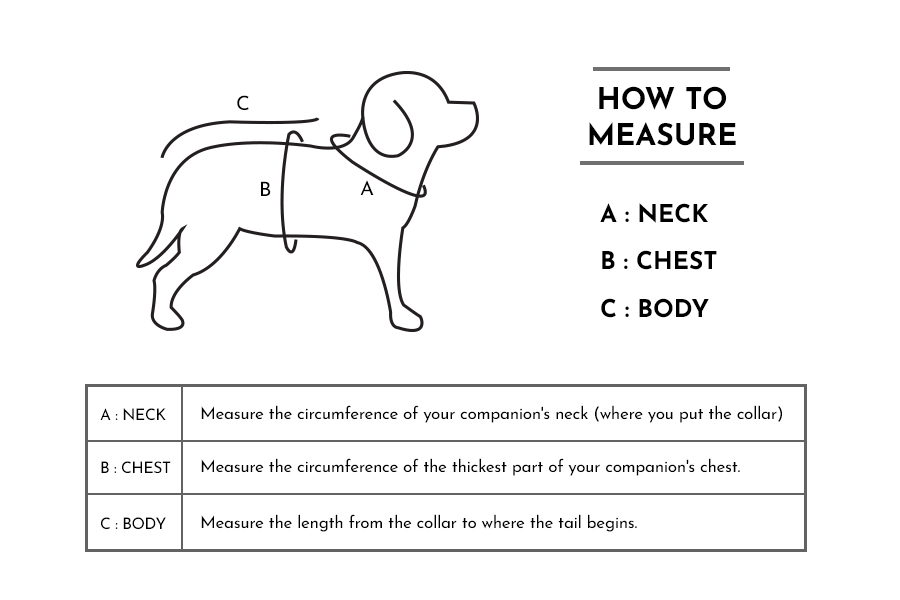 C
B
A
HOW TO
MEASURE
A : NECK
B : CHEST
C : BODY
A : NECK
Measure the circumference of your companion's neck (where you put the collar)
B : CHEST
Measure the circumference of the thickest part of your companion's chest.
C : BODY
Measure the length from the collar to where the tail begins.